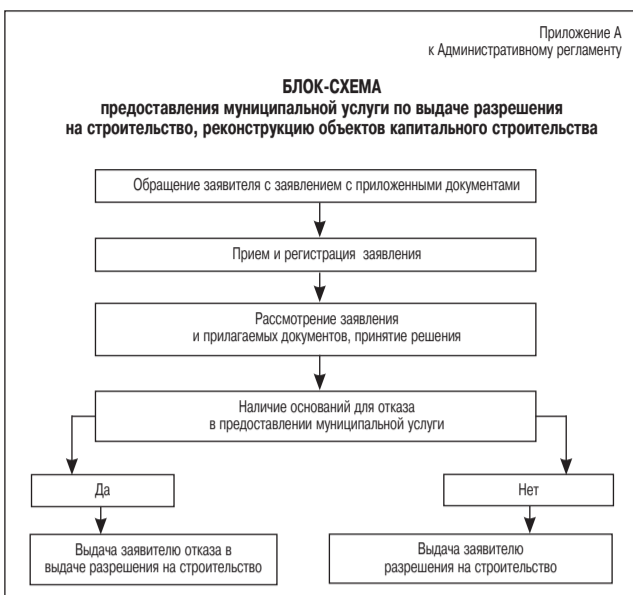 Приложение А
к Административному регламенту
БЛОК-СХЕМА
предоставления муниципальной услуги по выдаче разрешения
на строительство, реконструкцию объектов капитального строительства
Обращение заявителя с заявлением с приложенными документами
Прием и регистрация заявления
Рассмотрение заявления
и прилагаемых документов, принятие решения
Наличие оснований для отказа
в предоставлении муниципальной услуги
Да
Нет
Выдача заявителю отказа в
выдаче разрешения на строительство
Выдача заявителю
разрешения на строительство